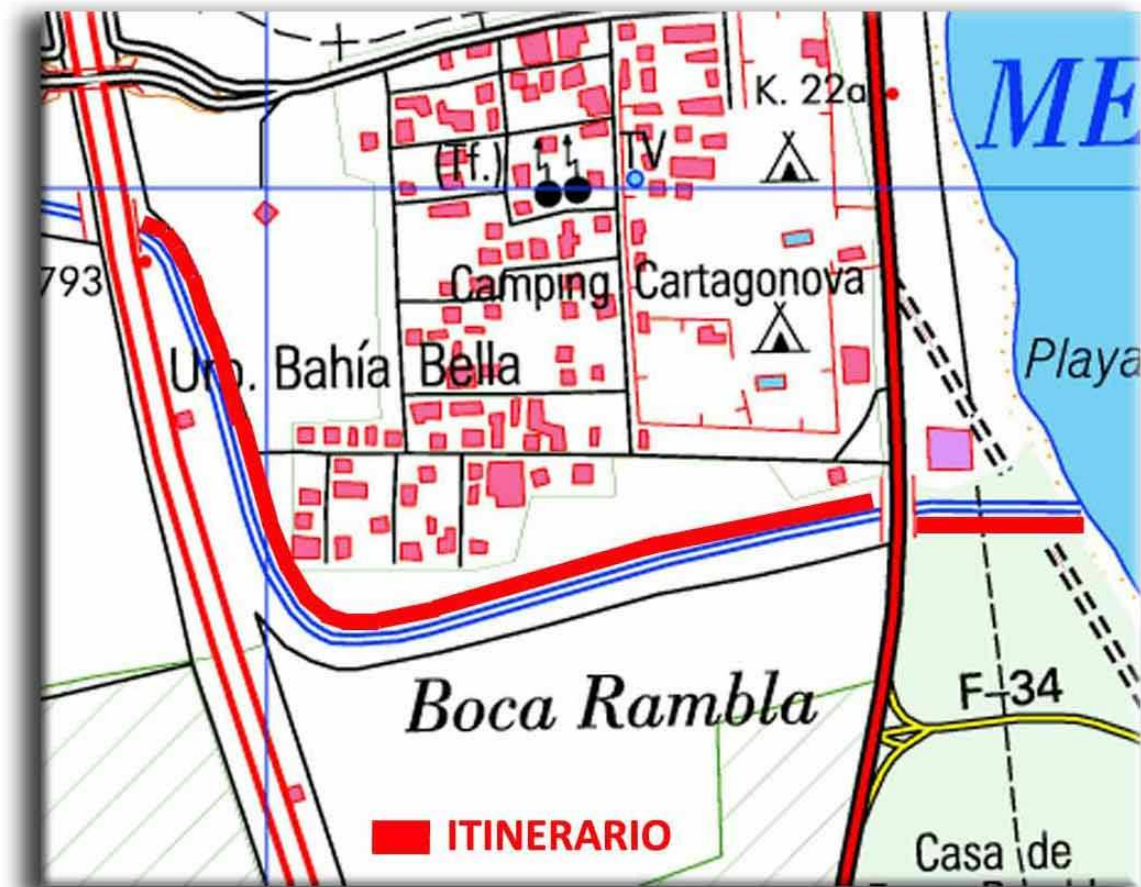 ME
K. 22a
(Tf.)
TV
793
Camping Cartagonova
Urb. Bahía Bella
Playa
Boca Rambla
F-34
ITINERARIO
Casa de